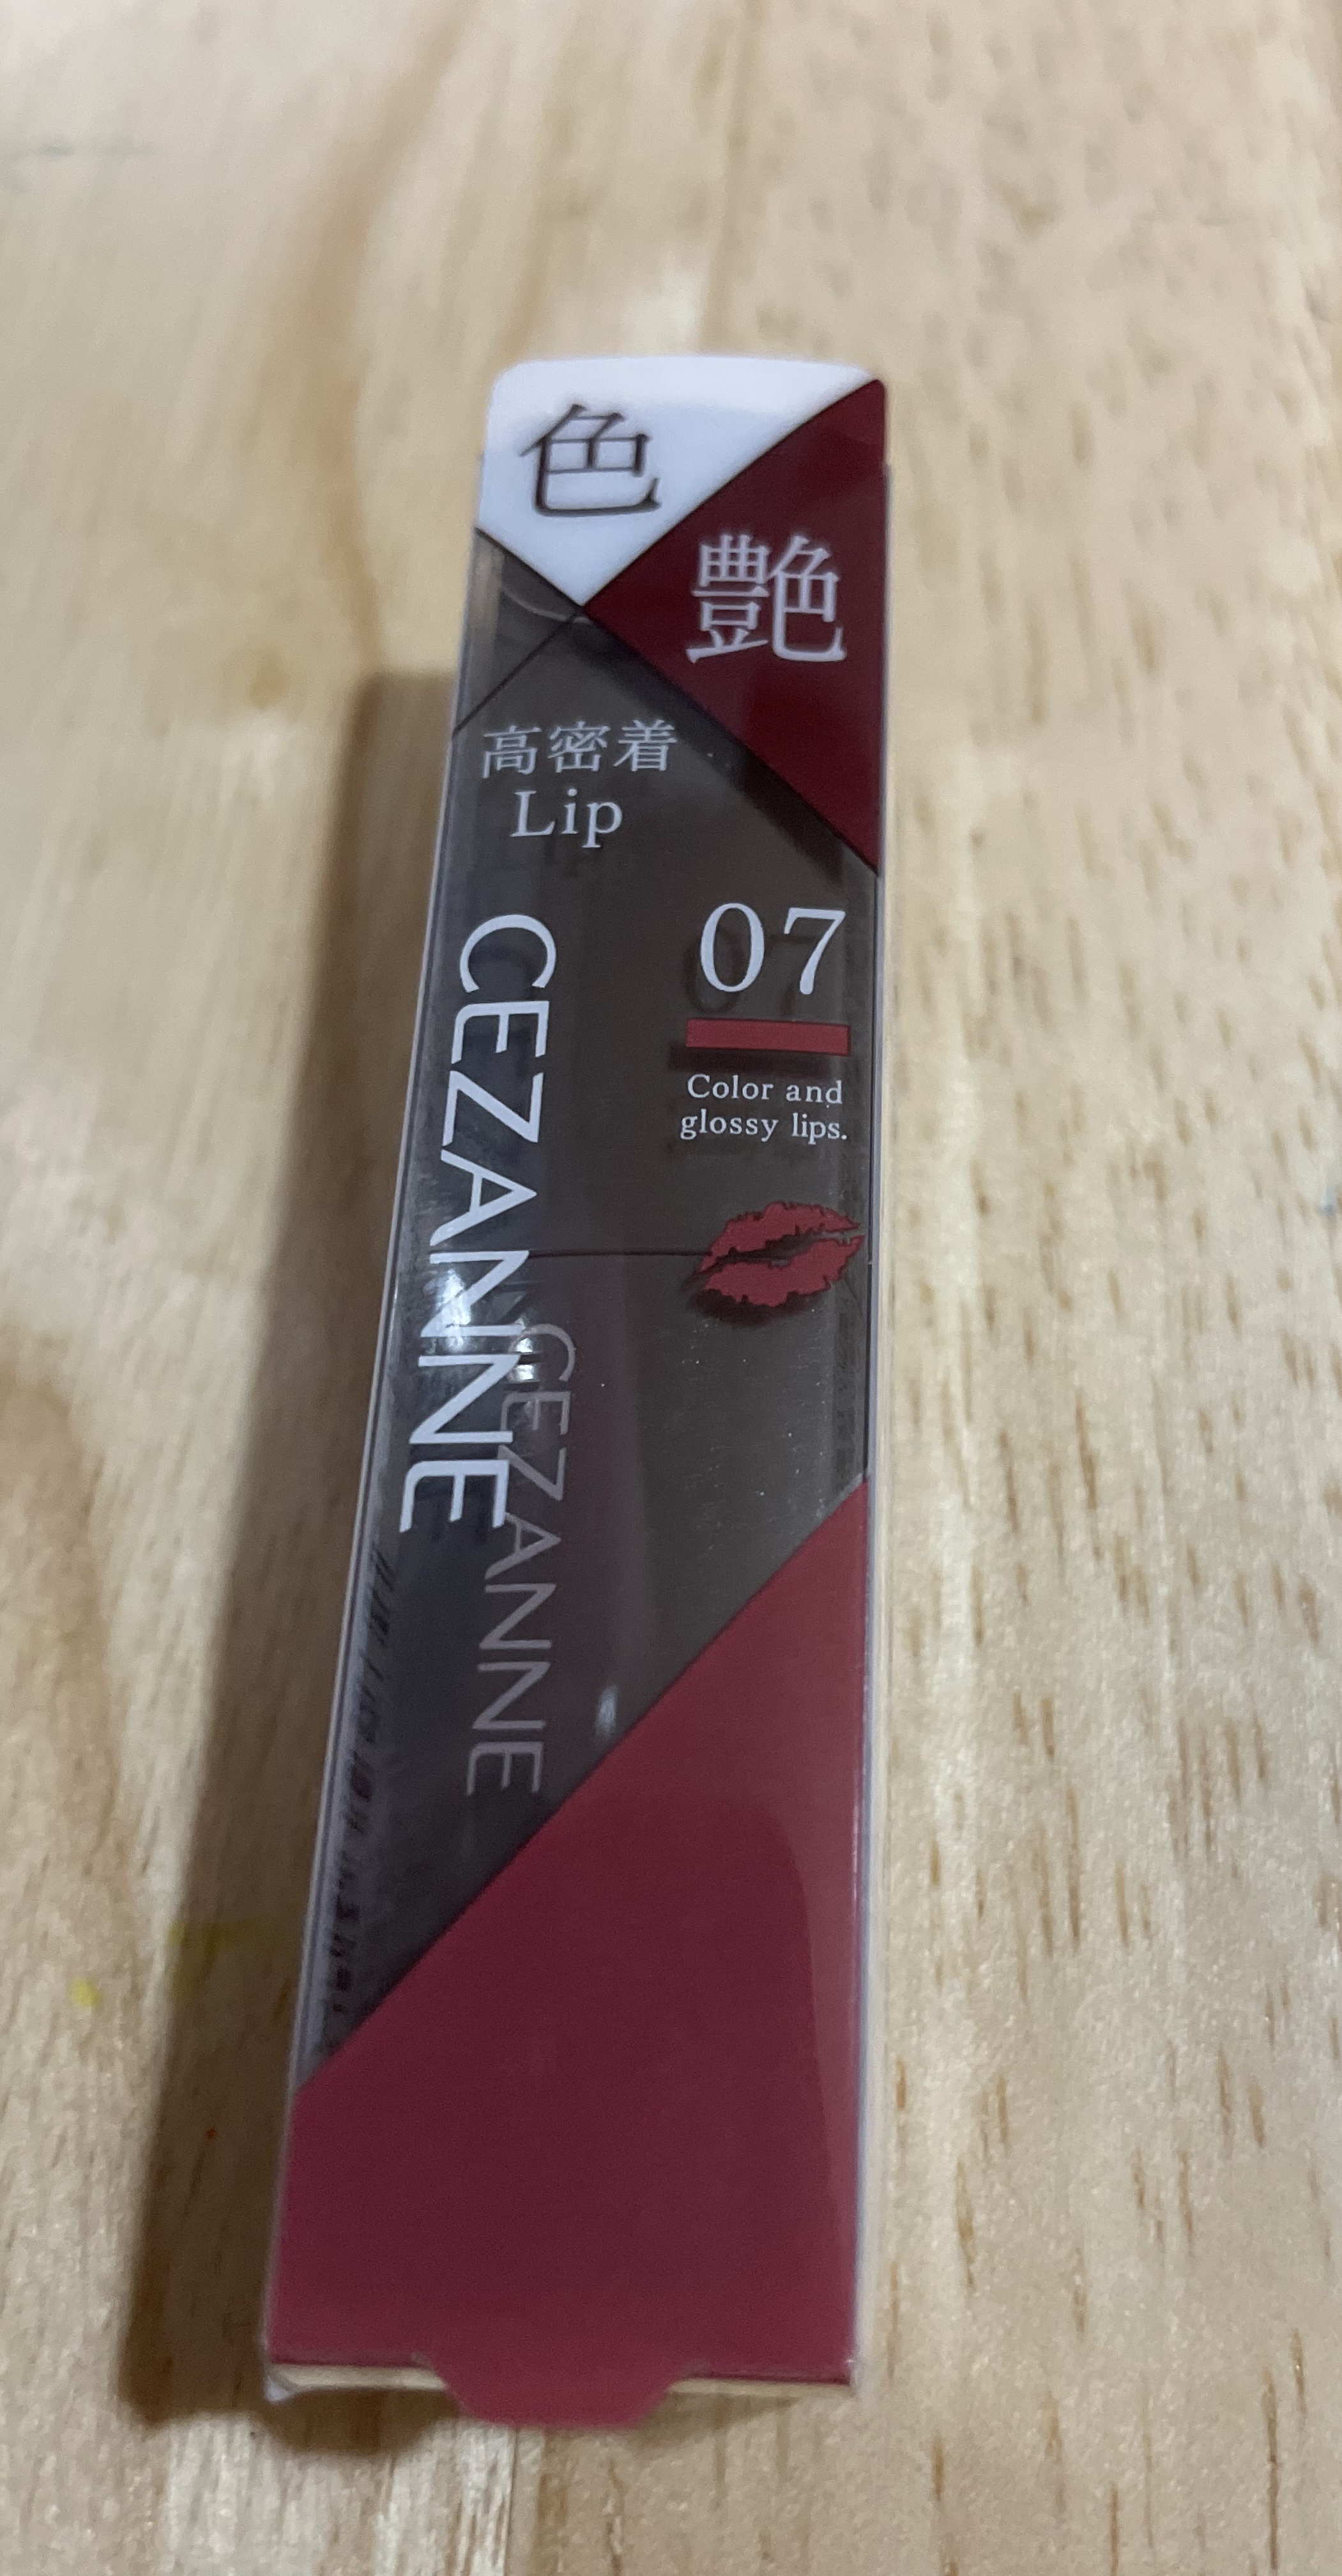 色
艶
高密着
Lip
07
Color and
glossy lips.
CEZANNE
CEZANNE